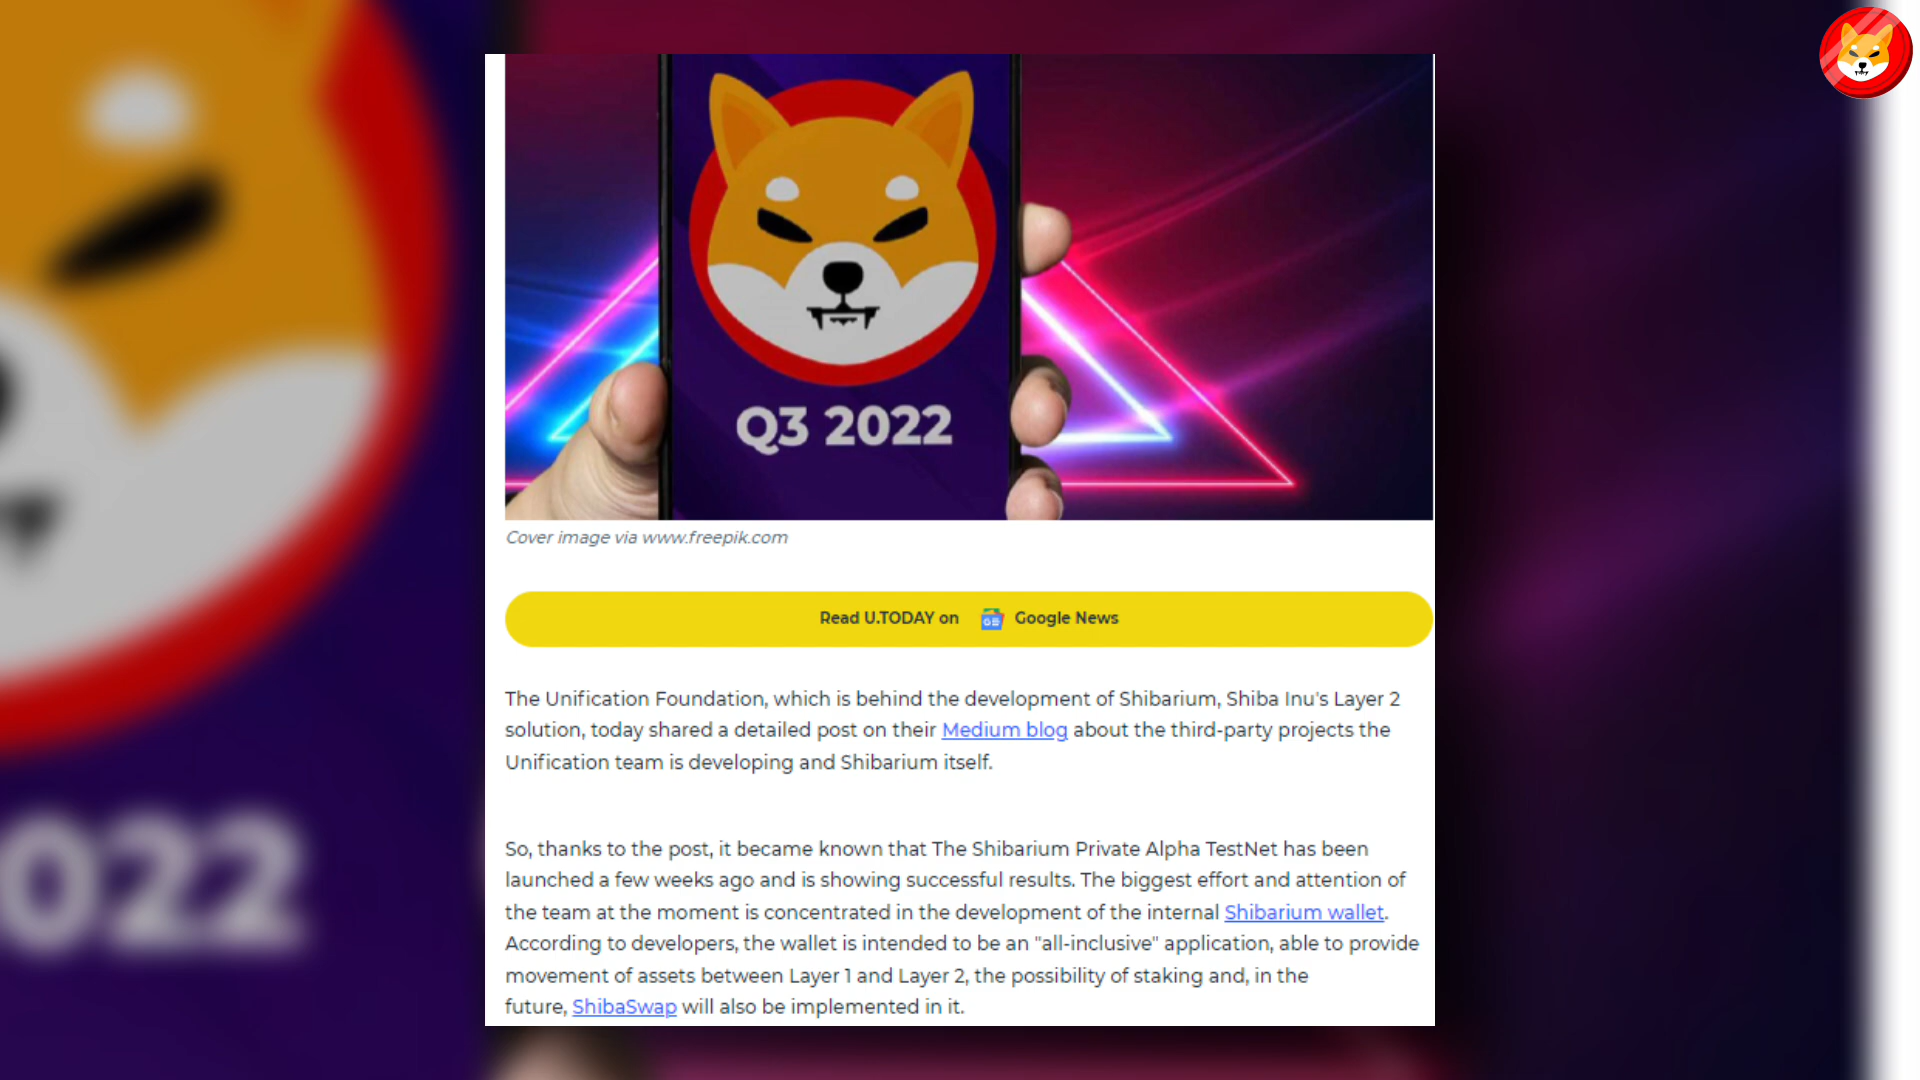 Q3 2022
Cover image via www.freepik.com
Read U.TODAY on Google News
The Unification Foundation, which is behind the development of Shibarium, Shiba Inu's Layer 2
solution, today shared a detailed post on their Medium blog about the third-party projects the
Unification team is developing and Shibarium itself.
So, thanks to the post, it became known that The Shibarium Private Alpha TestNet has been
launched a few weeks ago and is showing successful results. The biggest effort and attention of
the team at the moment is concentrated in the development of the internal Shibarium wallet.
According to developers, the wallet is intended to be an "all-inclusive" application, able to provide
movement of assets between Layer 1 and Layer 2, the possibility of staking and, in the
future, ShibaSwap will also be implemented in it.
022